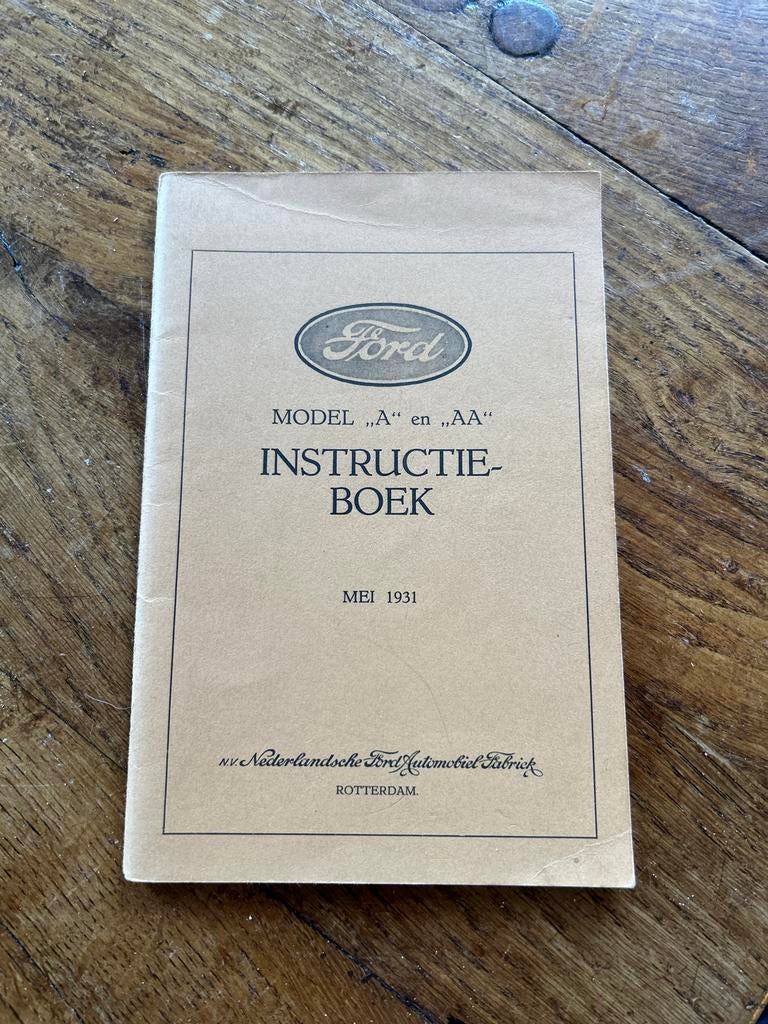 Ford
MODEL „A“ en „AA“
INSTRUCTIE-
BOEK
MEI 1931
N.V. Nederlandsche Ford Automobiel Fabriek
ROTTERDAM.